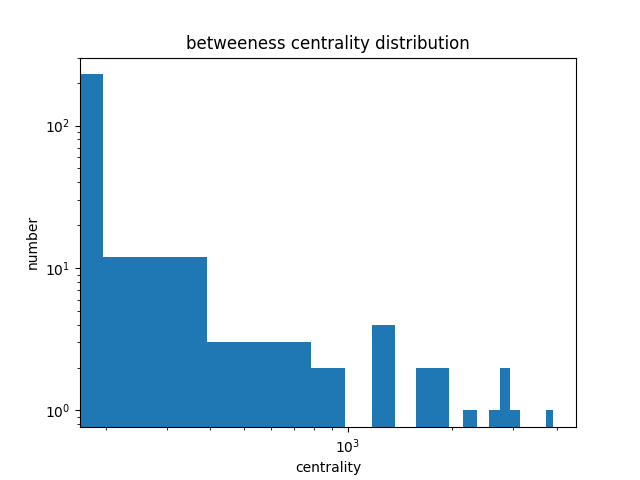 betweeness centrality distribution
number
10²
10¹
10⁰
10³
centrality